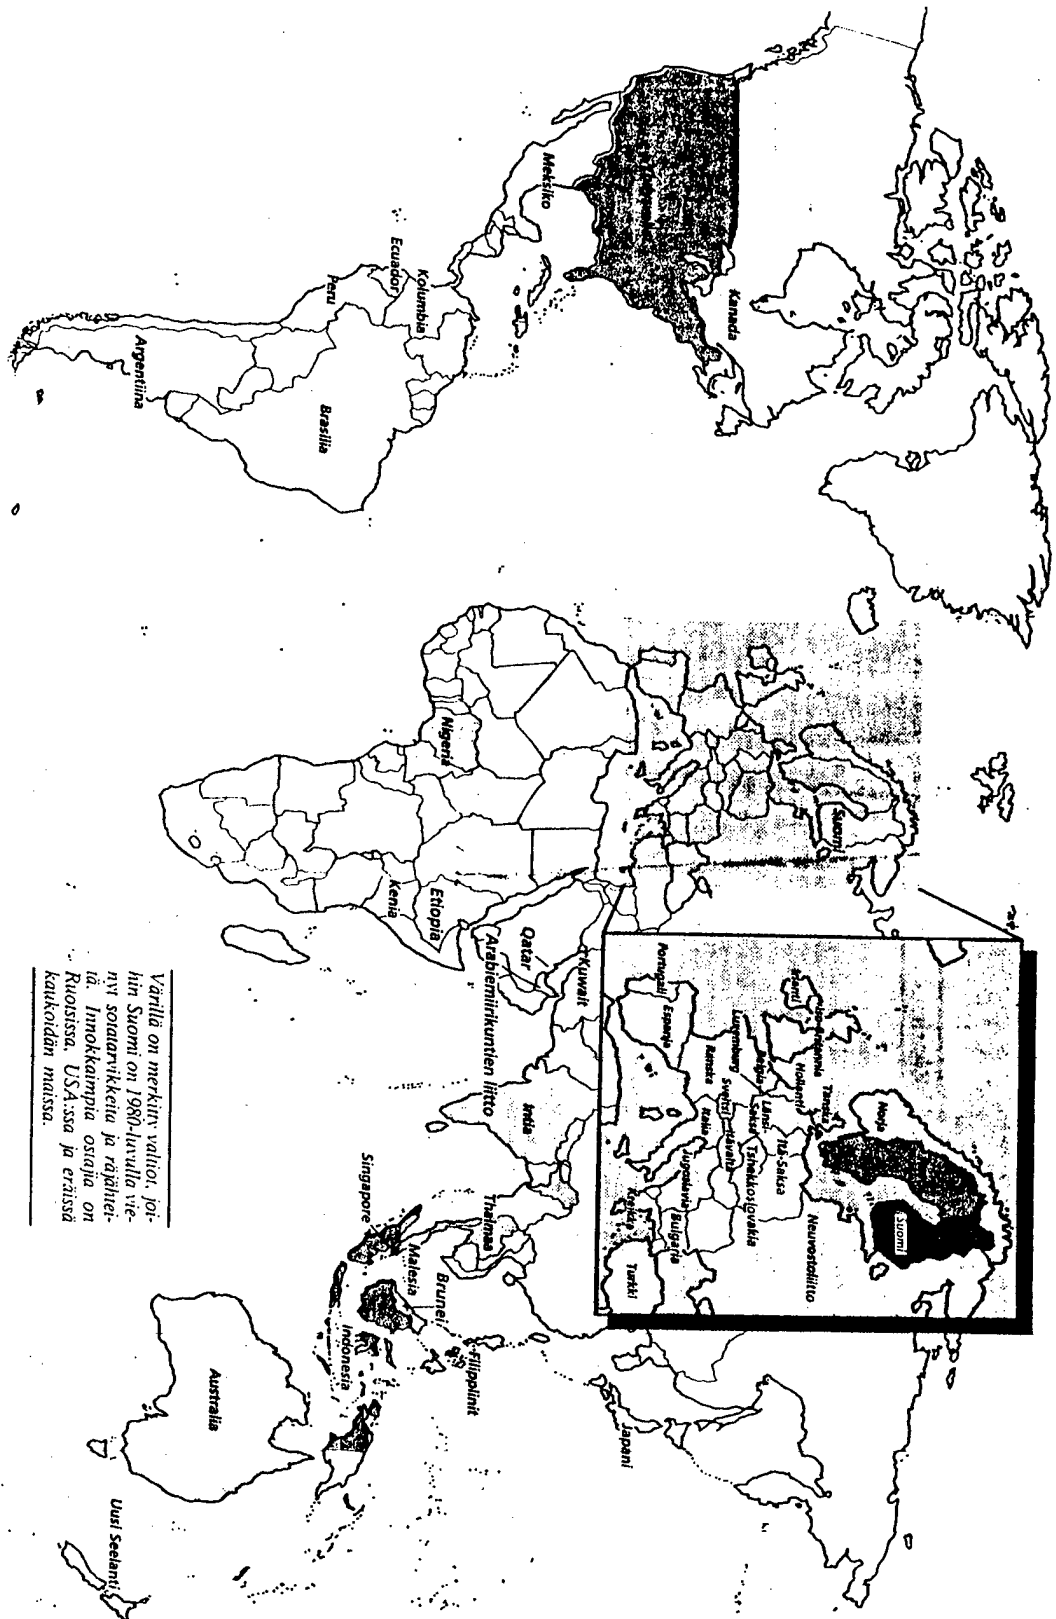 Kanada
Meksiko
Kolumbia
Ecuador
Peru
Brasilia
Argentiina
Suomi
Nigeria
Etiopia
Kenia
Kuwait
Qatar
Arabiemiirikuntien liitto
Intia
Thaimaa
Singapore
Malesia
Brunei
Filippiinit
Indonesia
Japani
Australia
Uusi Seelanti
Norja
Suomi
Tanska
Irlanti
Hollanti
Belgia
Luxemburg
Länsi-
Saksa
Itä-Saksa
Neuvostoliitto
Tshekkoslovakia
Ranska
Sveitsi
Itävalta
Italia
Jugoslavia
Bulgaria
Portugali
Espanja
Kreikka
Turkki
Värillä on merkitty valtiot, joi-
hin Suomi on 1980-luvulla vie-
nyt sotatarvikkeita ja räjähtei-
tä. Innokkaimpia ostajia on
Ruotsissa, USA:ssa ja eräissä
kaukoidän maissa.